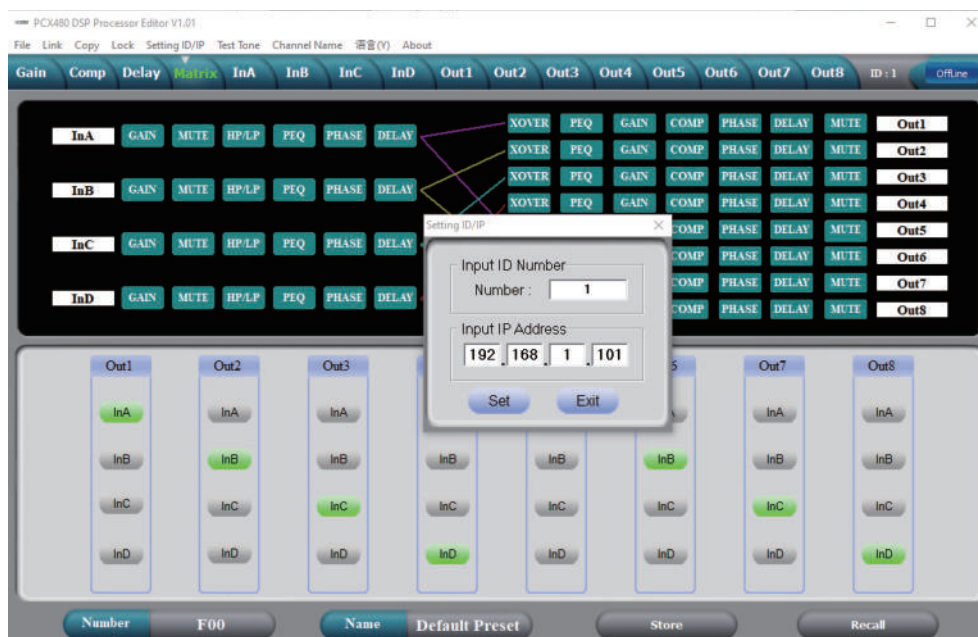 PCX480 DSP Processor Editor V1.01
File Link Copy Lock Setting ID/IP Test Tone Channel Name 语言(Y) About
Gain Comp Delay Matrix InA InB InC InD Out1 Out2 Out3 Out4 Out5 Out6 Out7 Out8 ID : 1 OffLine
XOVER PEQ GAIN COMP PHASE DELAY MUTE Out1
InA GAIN MUTE HP/LP PEQ PHASE DELAY
XOVER PEQ GAIN COMP PHASE DELAY MUTE Out2
XOVER PEQ GAIN COMP PHASE DELAY MUTE Out3
InB GAIN MUTE HP/LP PEQ PHASE DELAY
XOVER PEQ GAIN COMP PHASE DELAY MUTE Out4
COMP PHASE DELAY MUTE Out5
InC GAIN MUTE HP/LP PEQ PHASE DELAY
COMP PHASE DELAY MUTE Out6
COMP PHASE DELAY MUTE Out7
InD GAIN MUTE HP/LP PEQ PHASE DELAY
COMP PHASE DELAY MUTE Out8
Setting ID/IP
Input ID Number
Number : 1
Input IP Address
192 . 168 . 1 . 101
Set Exit
Out1 Out2 Out3 Out7 Out8
InA InA InA InA InA
InB InB InB InB InB InB InB InB
InC InC InC InC InC InC InC InC
InD InD InD InD InD InD InD InD
Number F00 Name Default Preset Store Recall